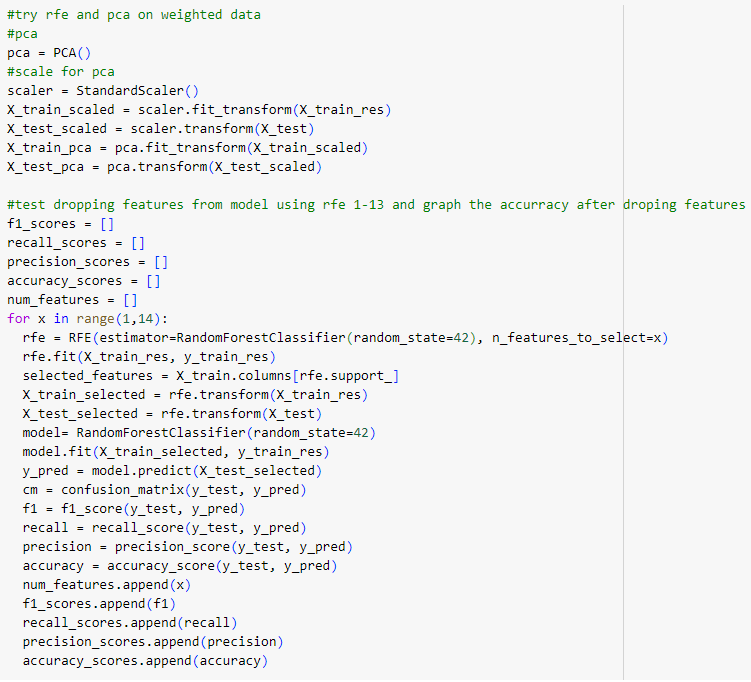 #try rfe and pca on weighted data
#pca
pca = PCA()
#scale for pca
scaler = StandardScaler()
X_train_scaled = scaler.fit_transform(X_train_res)
X_test_scaled = scaler.transform(X_test)
X_train_pca = pca.fit_transform(X_train_scaled)
X_test_pca = pca.transform(X_test_scaled)

#test dropping features from model using rfe 1-13 and graph the accurracy after droping features
f1_scores = []
recall_scores = []
precision_scores = []
accuracy_scores = []
num_features = []
for x in range(1,14):
  rfe = RFE(estimator=RandomForestClassifier(random_state=42), n_features_to_select=x)
  rfe.fit(X_train_res, y_train_res)
  selected_features = X_train.columns[rfe.support_]
  X_train_selected = rfe.transform(X_train_res)
  X_test_selected = rfe.transform(X_test)
  model= RandomForestClassifier(random_state=42)
  model.fit(X_train_selected, y_train_res)
  y_pred = model.predict(X_test_selected)
  cm = confusion_matrix(y_test, y_pred)
  f1 = f1_score(y_test, y_pred)
  recall = recall_score(y_test, y_pred)
  precision = precision_score(y_test, y_pred)
  accuracy = accuracy_score(y_test, y_pred)
  num_features.append(x)
  f1_scores.append(f1)
  recall_scores.append(recall)
  precision_scores.append(precision)
  accuracy_scores.append(accuracy)